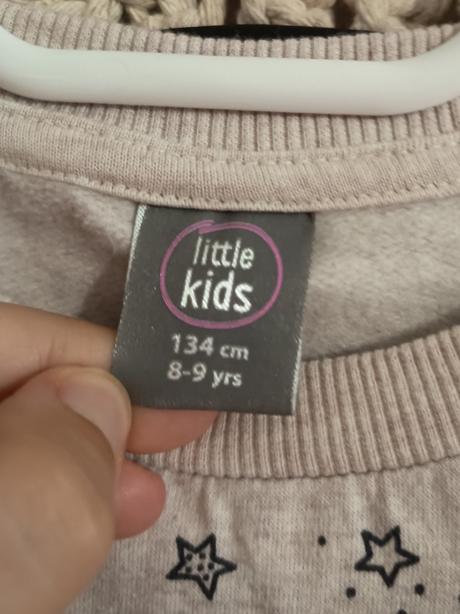 little
kids
134 cm
8-9 yrs